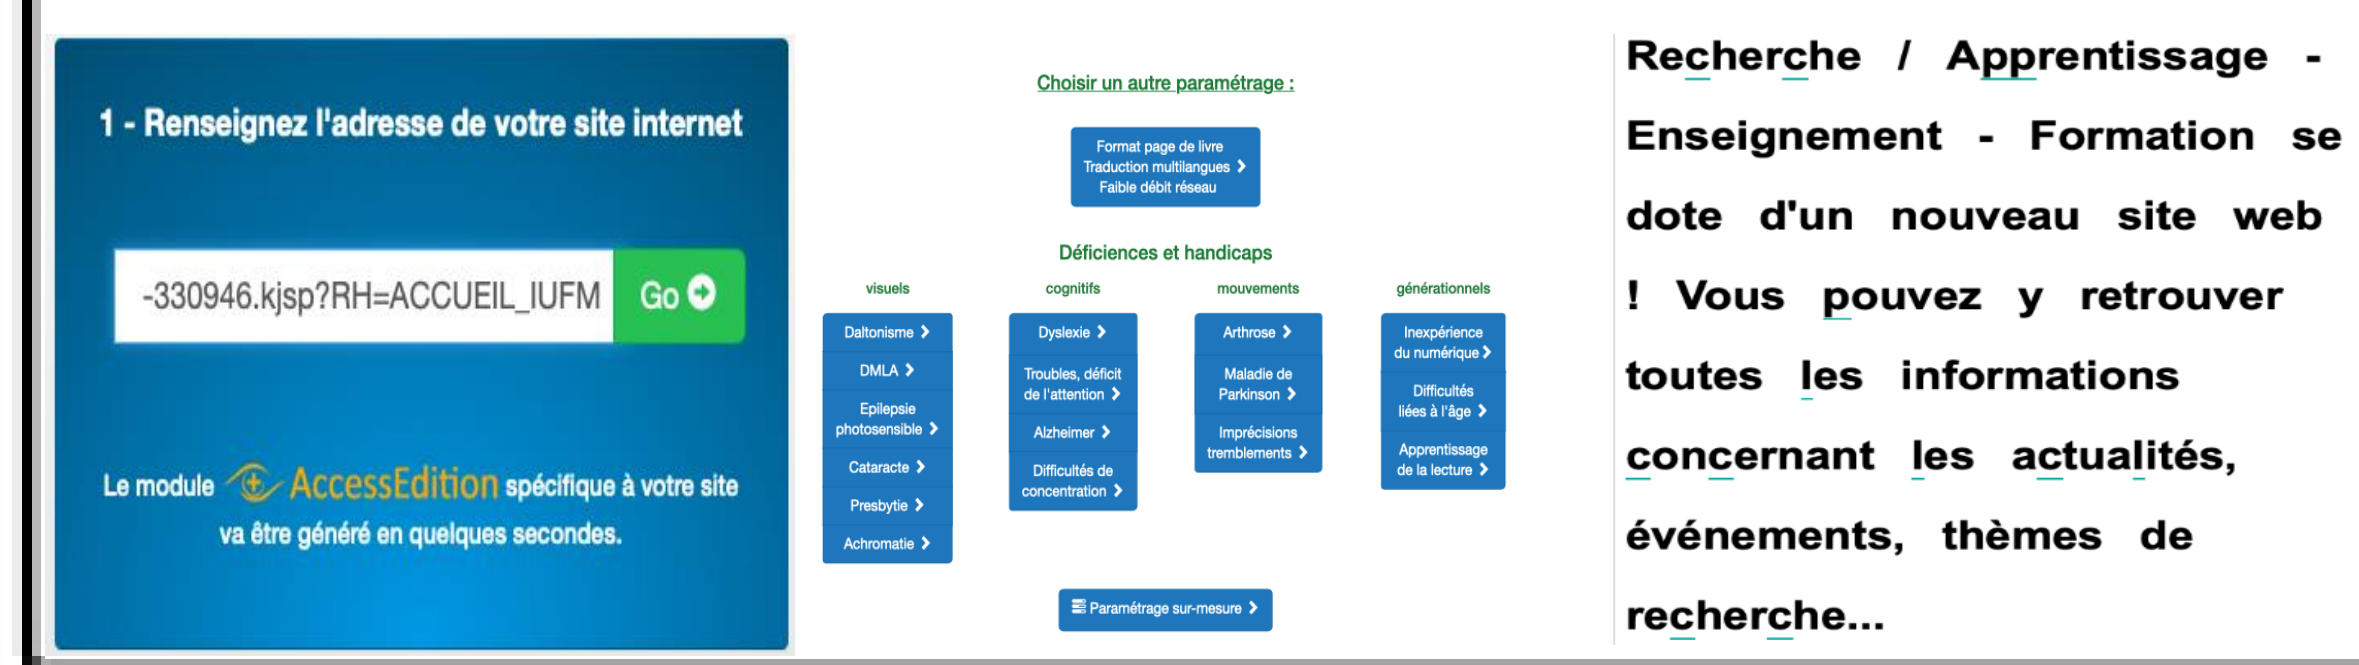 1 - Renseignez l'adresse de votre site internet
-330946.kjsp?RH=ACCUEIL_IUFM
Go
Le module AccessEdition spécifique à votre site
va être généré en quelques secondes.
Choisir un autre paramétrage :
Format page de livre
Traduction multilangues
Faible débit réseau
Déficiences et handicaps
visuels
Daltonisme
DMLA
Epilepsie
photosensible
Cataracte
Presbytie
Achromatie
cognitifs
Dyslexie
Troubles, déficit
de l'attention
Alzheimer
Difficultés de
concentration
mouvements
Arthrose
Maladie de
Parkinson
Imprécisions
tremblements
générationnels
Inexpérience
du numérique
Difficultés
liées à l'âge
Apprentissage
de la lecture
Paramétrage sur-mesure
Recherche / Apprentissage -
Enseignement - Formation se
dote d'un nouveau site web
! Vous pouvez y retrouver
toutes les informations
concernant les actualités,
événements, thèmes de
recherche...